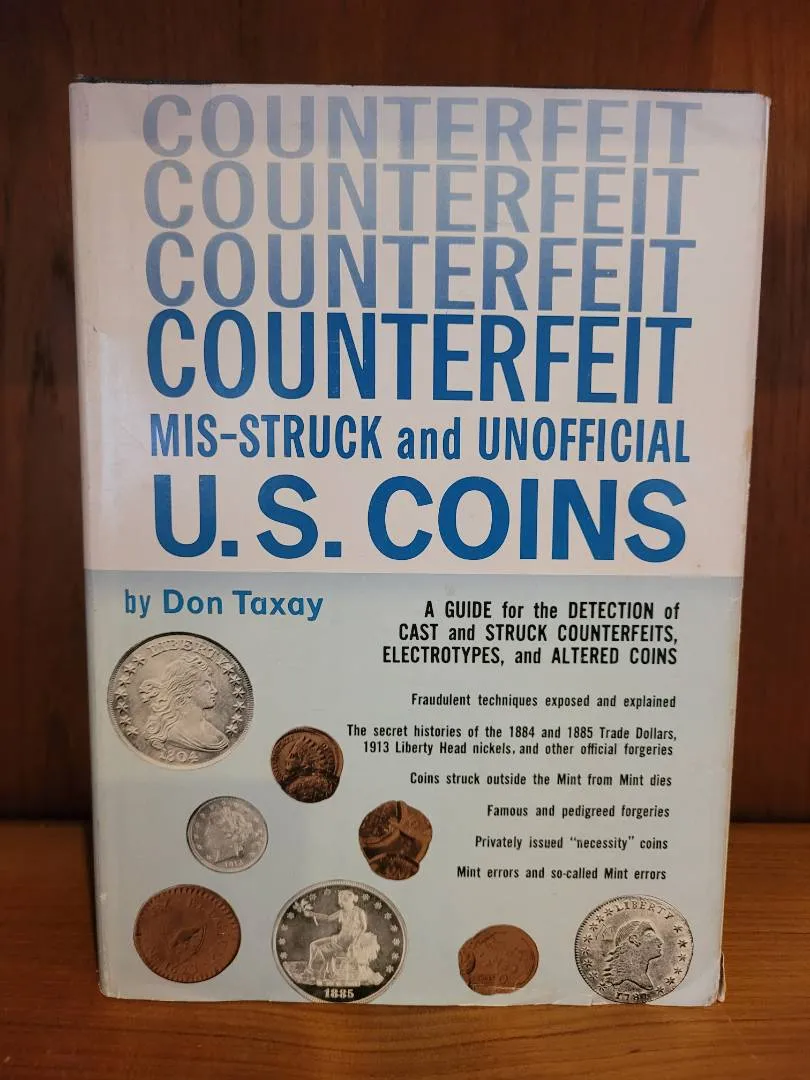 COUNTERFEIT
COUNTERFEIT
COUNTERFEIT
COUNTERFEIT
MIS-STRUCK and UNOFFICIAL
U.S. COINS
by Don Taxay
A GUIDE for the DETECTION of
CAST and STRUCK COUNTERFEITS,
ELECTROTYPES, and ALTERED COINS
Fraudulent techniques exposed and explained
The secret histories of the 1884 and 1885 Trade Dollars,
1913 Liberty Head nickels, and other official forgeries
Coins struck outside the Mint from Mint dies
Famous and pedigreed forgeries
Privately issued "necessity" coins
Mint errors and so-called Mint errors
LIBERTY
1804
1913
1885
LIBERTY